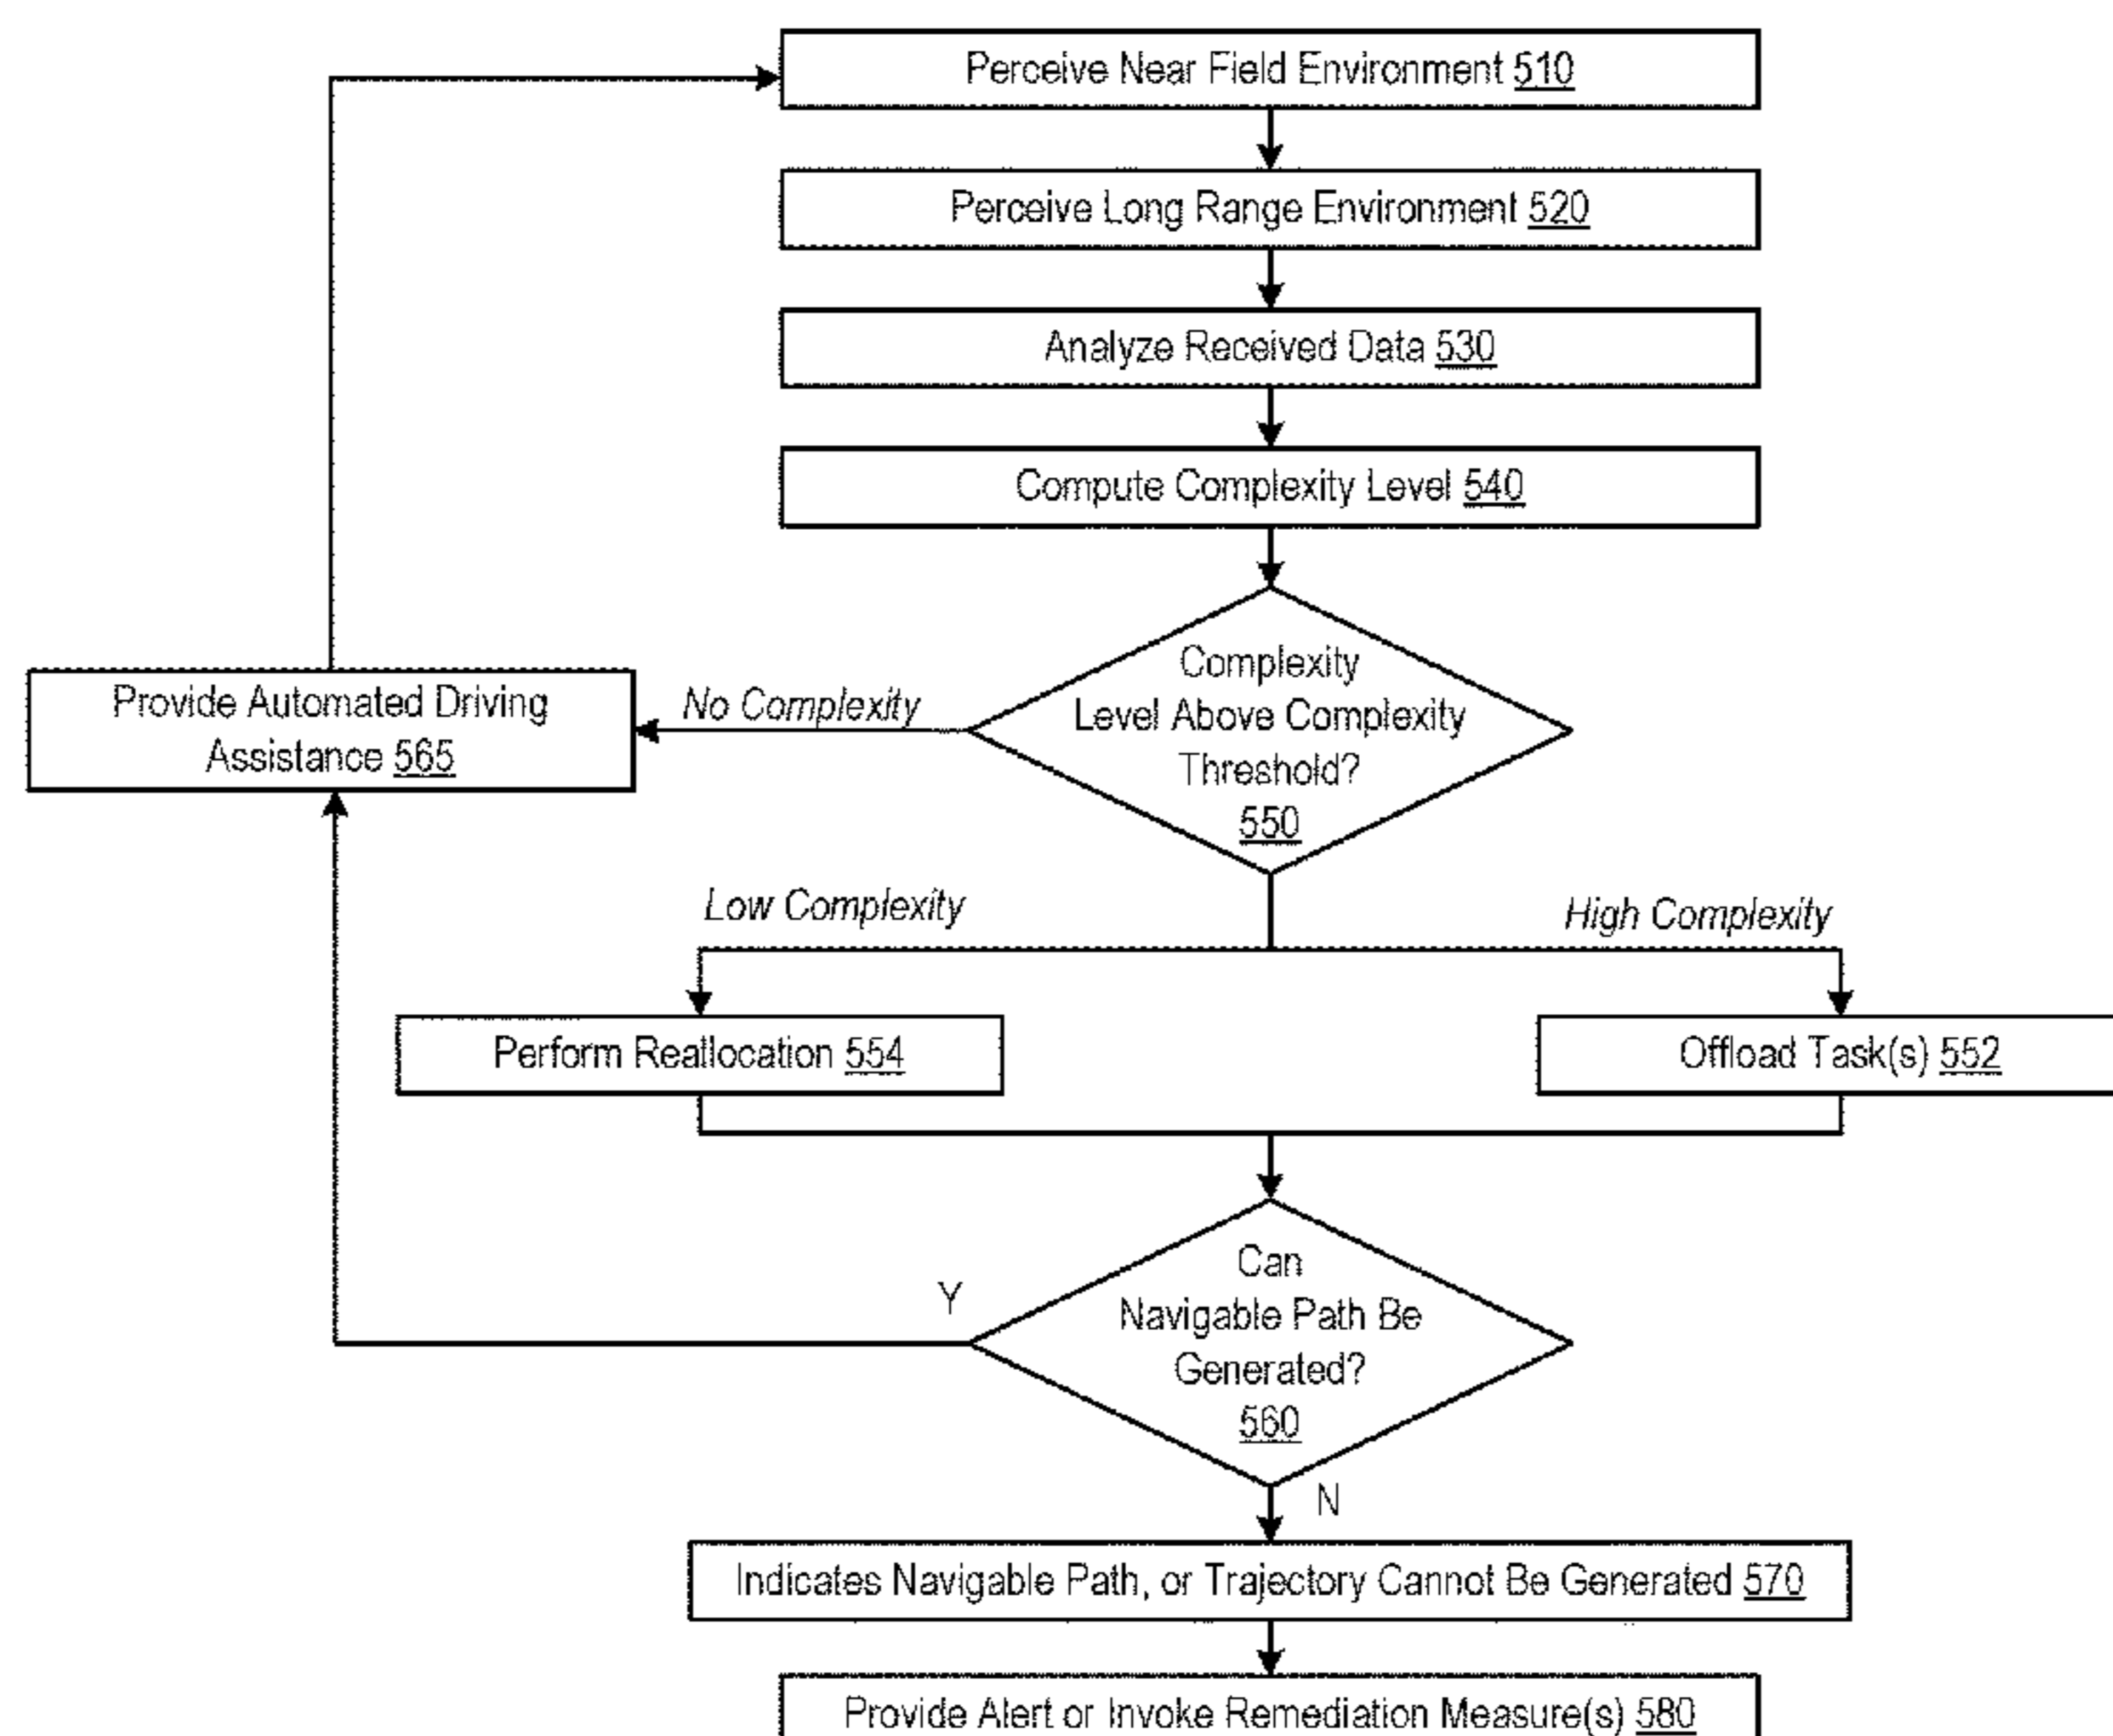 Perceive Near Field Environment 510
Perceive Long Range Environment 520
Analyze Received Data 530
Compute Complexity Level 540
Complexity
Level Above Complexity
Threshold?
550
No Complexity
Provide Automated Driving
Assistance 565
Low Complexity
High Complexity
Perform Reallocation 554
Offload Task(s) 552
Can
Navigable Path Be
Generated?
560
Y
N
Indicates Navigable Path, or Trajectory Cannot Be Generated 570
Provide Alert or Invoke Remediation Measure(s) 580